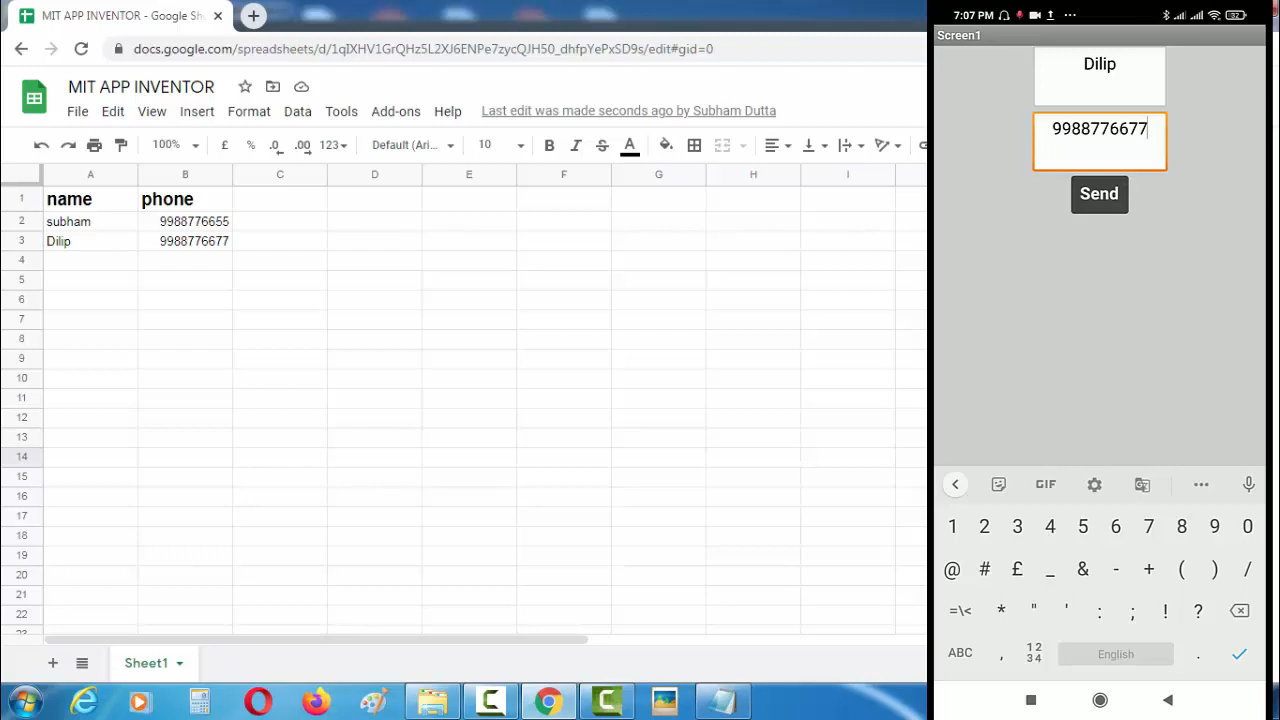 MIT APP INVENTOR - Google Sh
docs.google.com/spreadsheets/d/1qIXHV1GrQHz5L2XJ6ENPe7zycQJH50_dhfpYePxSD9s/edit#gid=0
MIT APP INVENTOR
File Edit View Insert Format Data Tools Add-ons Help Last edit was made seconds ago by Subham Dutta
100% £ % .0 .00 123 Default (Ari... 10 B I S A
A B C D E F G H I
1 name phone
2 subham 9988776655
3 Dilip 9988776677
4
5
6
7
8
9
10
11
12
13
14
15
16
17
18
19
20
21
22
23
Sheet1
7:07 PM 32
Screen1
Dilip
9988776677
Send
GIF
1 2 3 4 5 6 7 8 9 0
@ # £ _ & - + ( ) /
=\< * " ' : ; ! ?
ABC , 12 34 English .